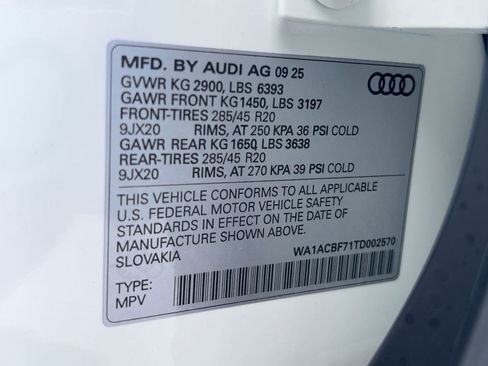 MFD. BY AUDI AG 09 25
GVWR KG 2900, LBS 6393
GAWR FRONT KG1450, LBS 3197
FRONT-TIRES 285/45 R20
9JX20 RIMS, AT 250 KPA 36 PSI COLD
GAWR REAR KG 1650, LBS 3638
REAR-TIRES 285/45 R20
9JX20 RIMS, AT 270 KPA 39 PSI COLD
THIS VEHICLE CONFORMS TO ALL APPLICABLE
U.S. FEDERAL MOTOR VEHICLE SAFETY
STANDARDS IN EFFECT ON THE DATE OF
MANUFACTURE SHOWN ABOVE.
SLOVAKIA
WA1ACBF71TD002570
TYPE:
MPV